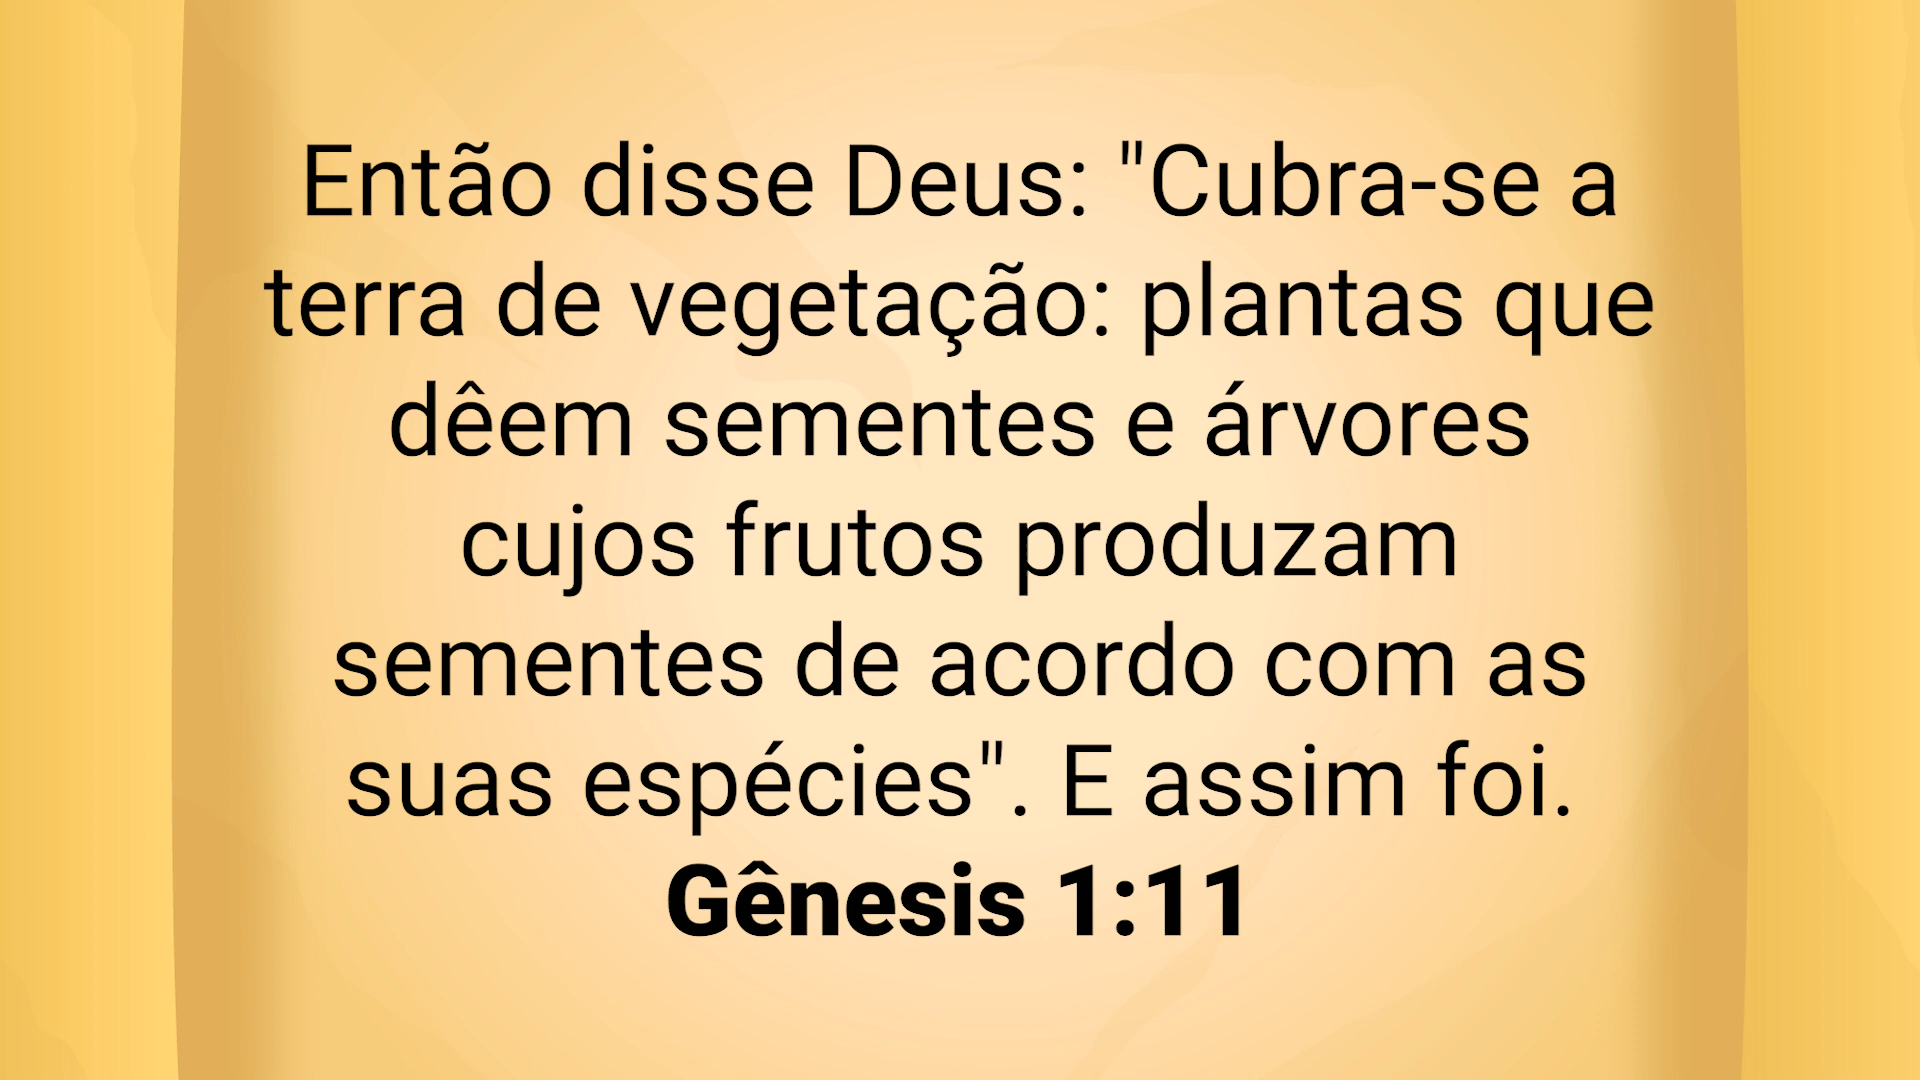 Então disse Deus: "Cubra-se a
terra de vegetação: plantas que
dêem sementes e árvores
cujos frutos produzam
sementes de acordo com as
suas espécies". E assim foi.
Gênesis 1:11